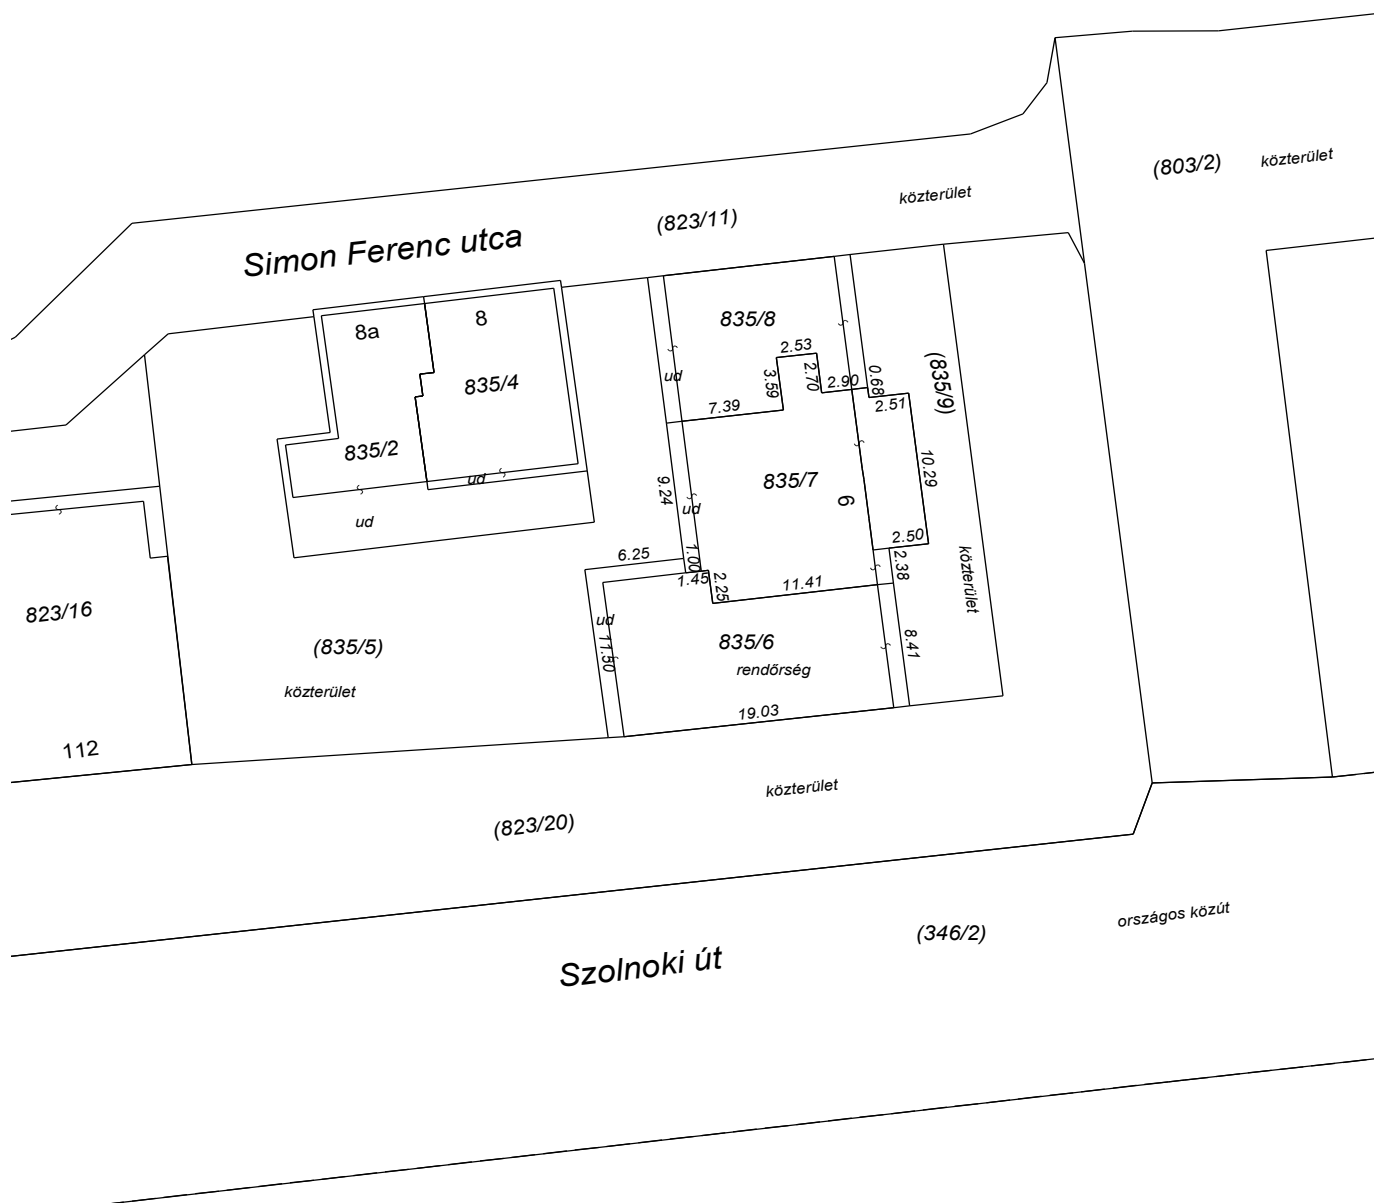 (803/2)
közterület
közterület
(823/11)
Simon Ferenc utca
8a
8
835/8
835/4
2.53
2.70
3.59
2.90
0.68
2.51
(835/9)
ud
7.39
835/2
ud
ud
9.24
ud
835/7
6
10.29
2.50
2.38
közterület
6.25
1.00
1.45
2.25
11.41
823/16
(835/5)
közterület
ud
11.50
835/6
rendőrség
8.41
19.03
112
közterület
(823/20)
(346/2)
országos közút
Szolnoki út